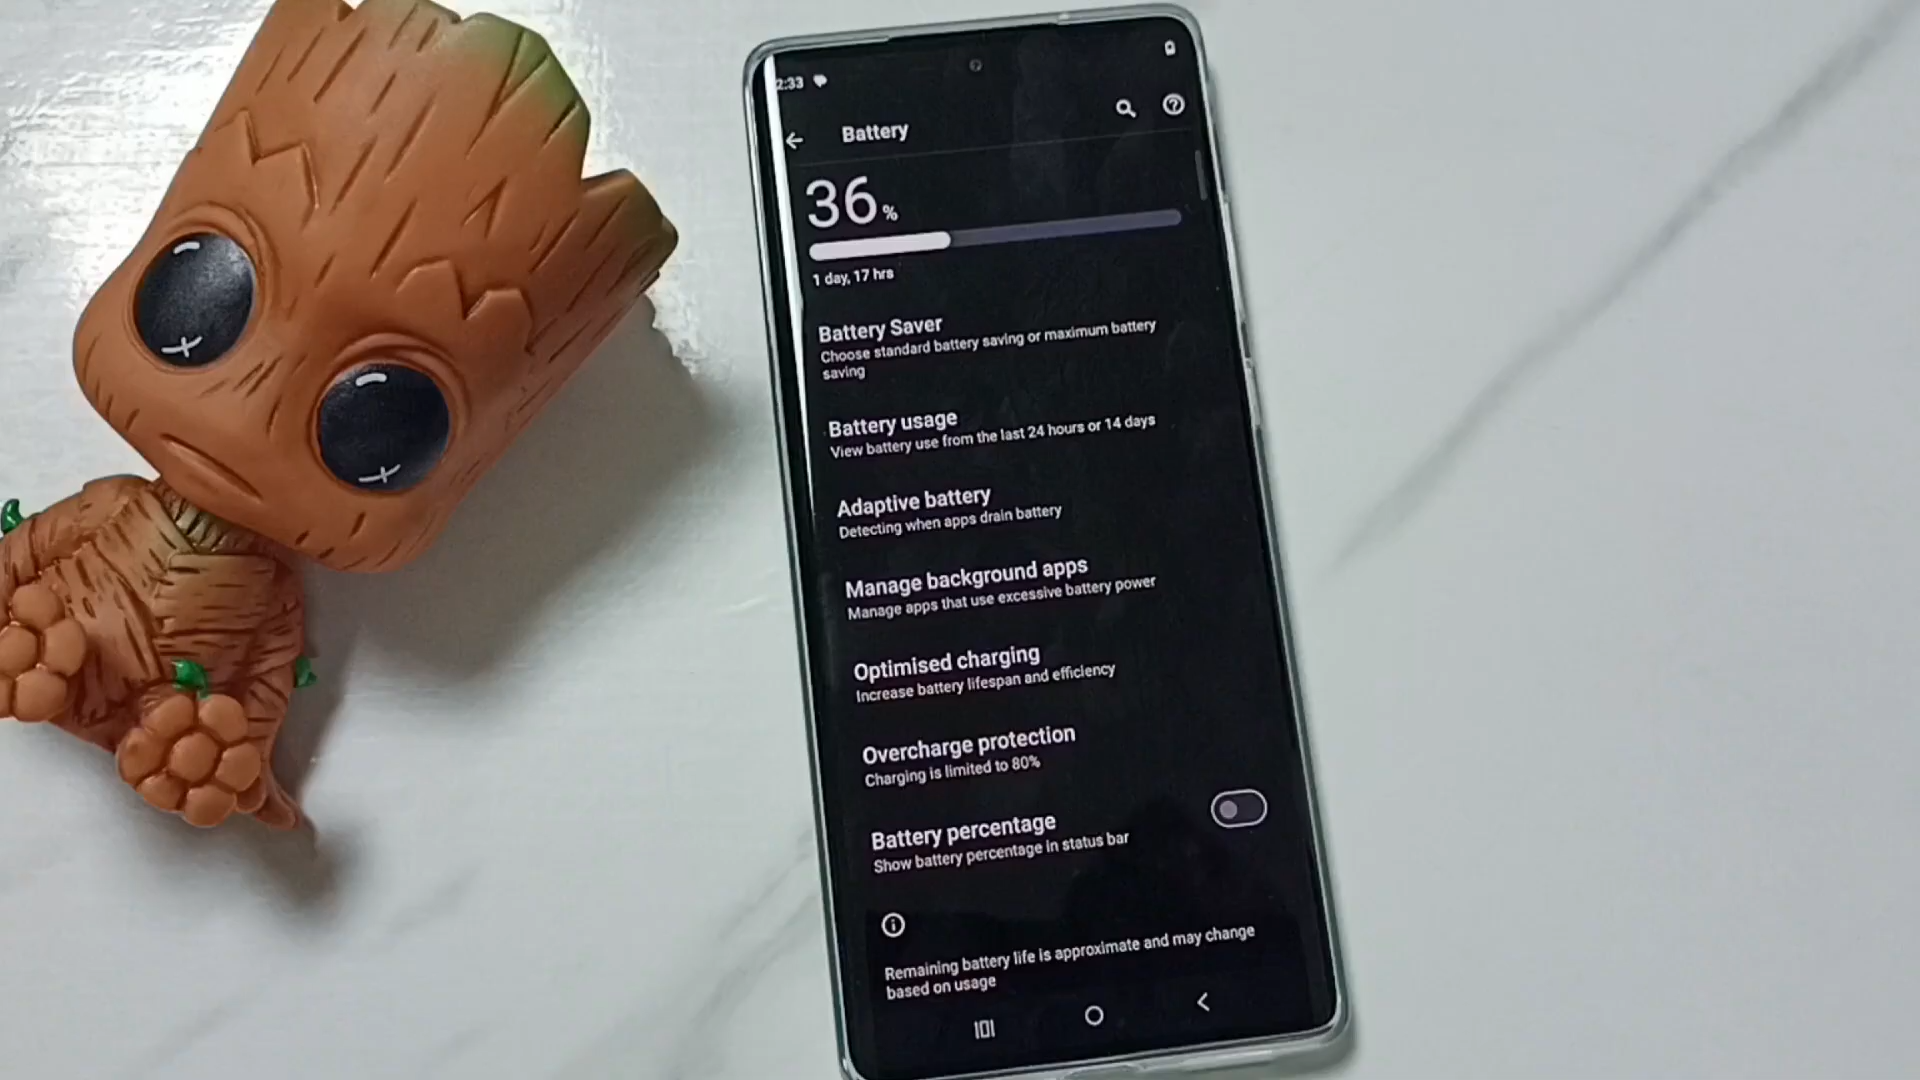 2:33
Battery
36%
1 day, 17 hrs
Battery Saver
Choose standard battery saving or maximum battery
saving
Battery usage
View battery use from the last 24 hours or 14 days
Adaptive battery
Detecting when apps drain battery
Manage background apps
Manage apps that use excessive battery power
Optimised charging
Increase battery lifespan and efficiency
Overcharge protection
Charging is limited to 80%
Battery percentage
Show battery percentage in status bar
Remaining battery life is approximate and may change
based on usage